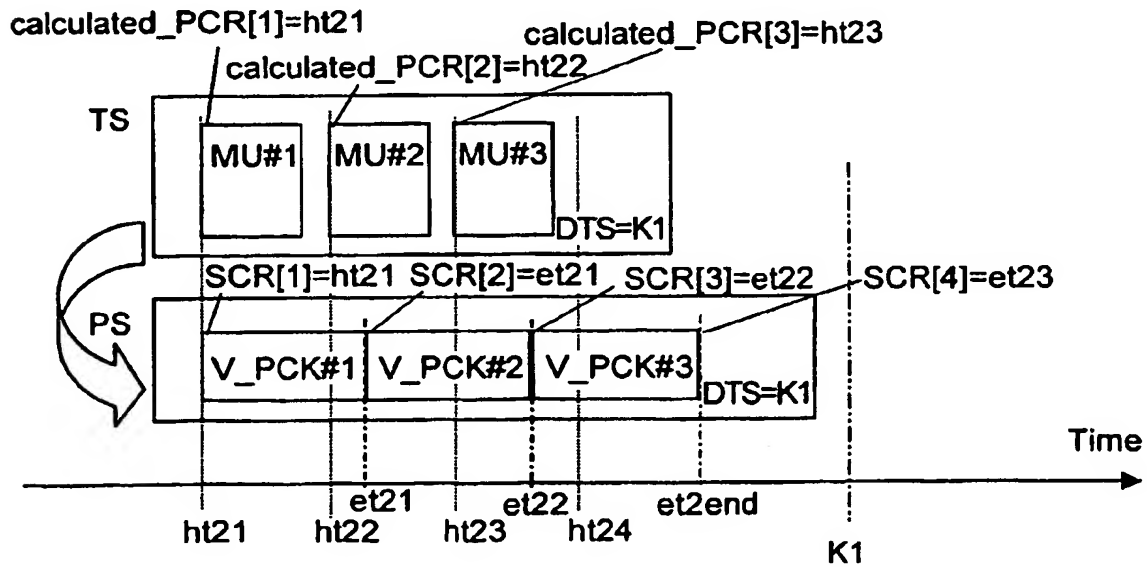 calculated_PCR[1]=ht21
calculated_PCR[3]=ht23
calculated_PCR[2]=ht22
TS
MU#1
MU#2
MU#3
DTS=K1
SCR[1]=ht21
SCR[2]=et21
SCR[3]=et22
SCR[4]=et23
PS
V_PCK#1
V_PCK#2
V_PCK#3
DTS=K1
Time
et21
et22
et2end
ht21
ht22
ht23
ht24
K1